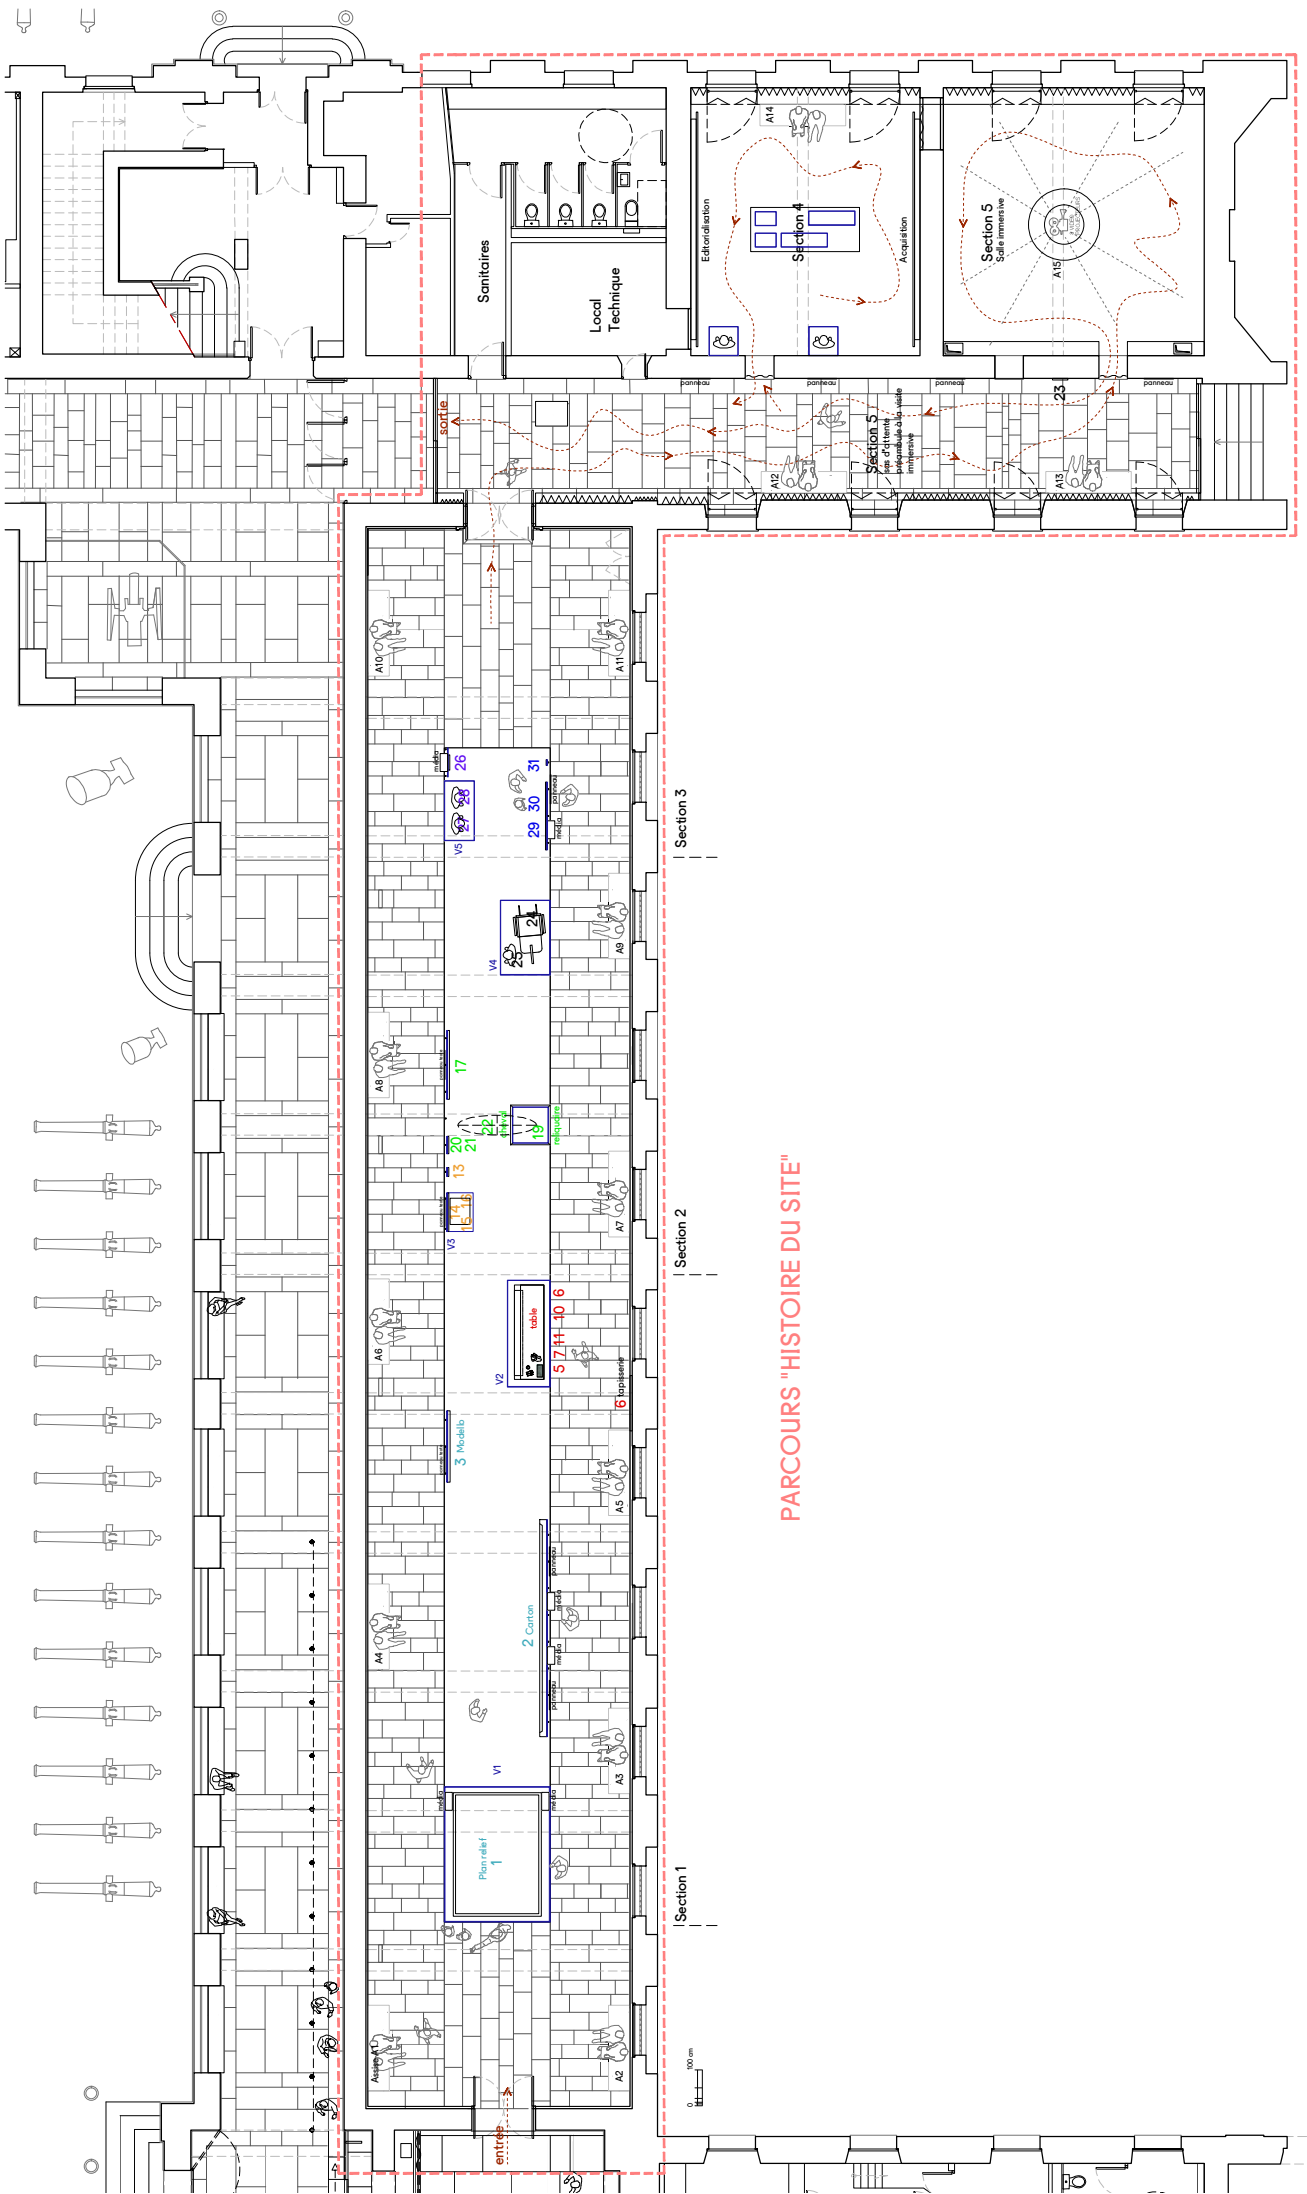 A14
Editorialisation
Section 4
Acquisition
Section 5
Salle immersive
A15
Sanitaires
Local
Technique
panneau
panneau
panneau
panneau
sortie
23
Section 5
sas d'attente
préambule à la visite
immersive
A12
A13
A10
A11
média
26
31
28
27
30
29
panneau
média
V5
Section 3
24
25
V4
A9
17
A8
22
cheval
19
reliquaire
20
21
13
14
15
16
V3
A7
Section 2
PARCOURS "HISTOIRE DU SITE"
table
V2
5 7 11 10 6
A6
6 tapisserie
3 Modello
A5
panneau
média
2 Carton
média
panneau
A4
V1
A3
média
média
Plan relief
1
Section 1
Assise A1
A2
0
100 cm
entrée